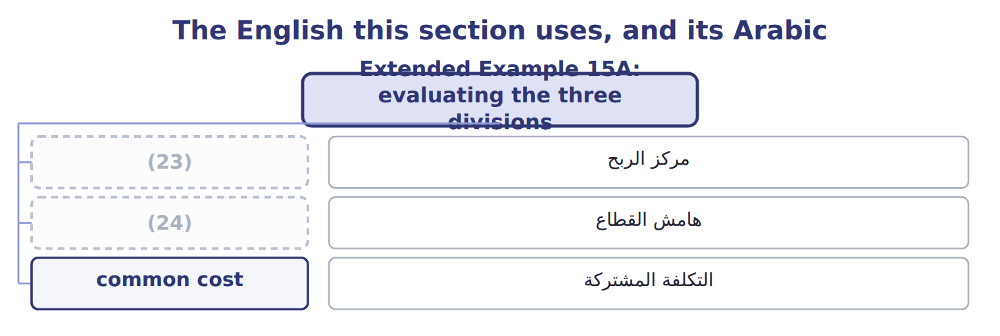 The English this section uses, and its Arabic
Extended Example 15A:
evaluating the three
divisions
(23)
مركز الربح
(24)
هامش القطاع
common cost
التكلفة المشتركة